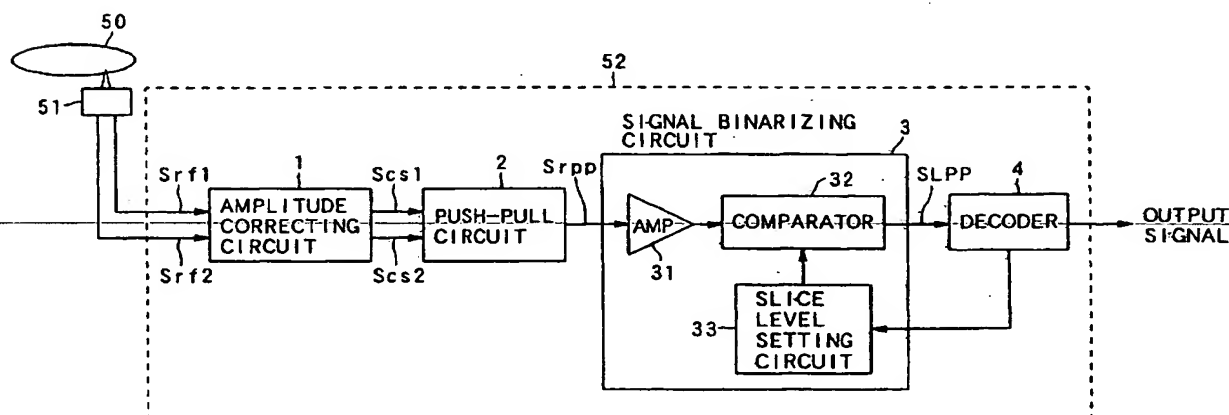 50
51
52
SIGNAL BINARIZING
CIRCUIT
3
Srf1
Srf2
1
AMPLITUDE
CORRECTING
CIRCUIT
Scs1
Scs2
2
PUSH-PULL
CIRCUIT
Srpp
AMP
31
32
COMPARATOR
33
SLICE
LEVEL
SETTING
CIRCUIT
SLPP
4
DECODER
OUTPUT
SIGNAL